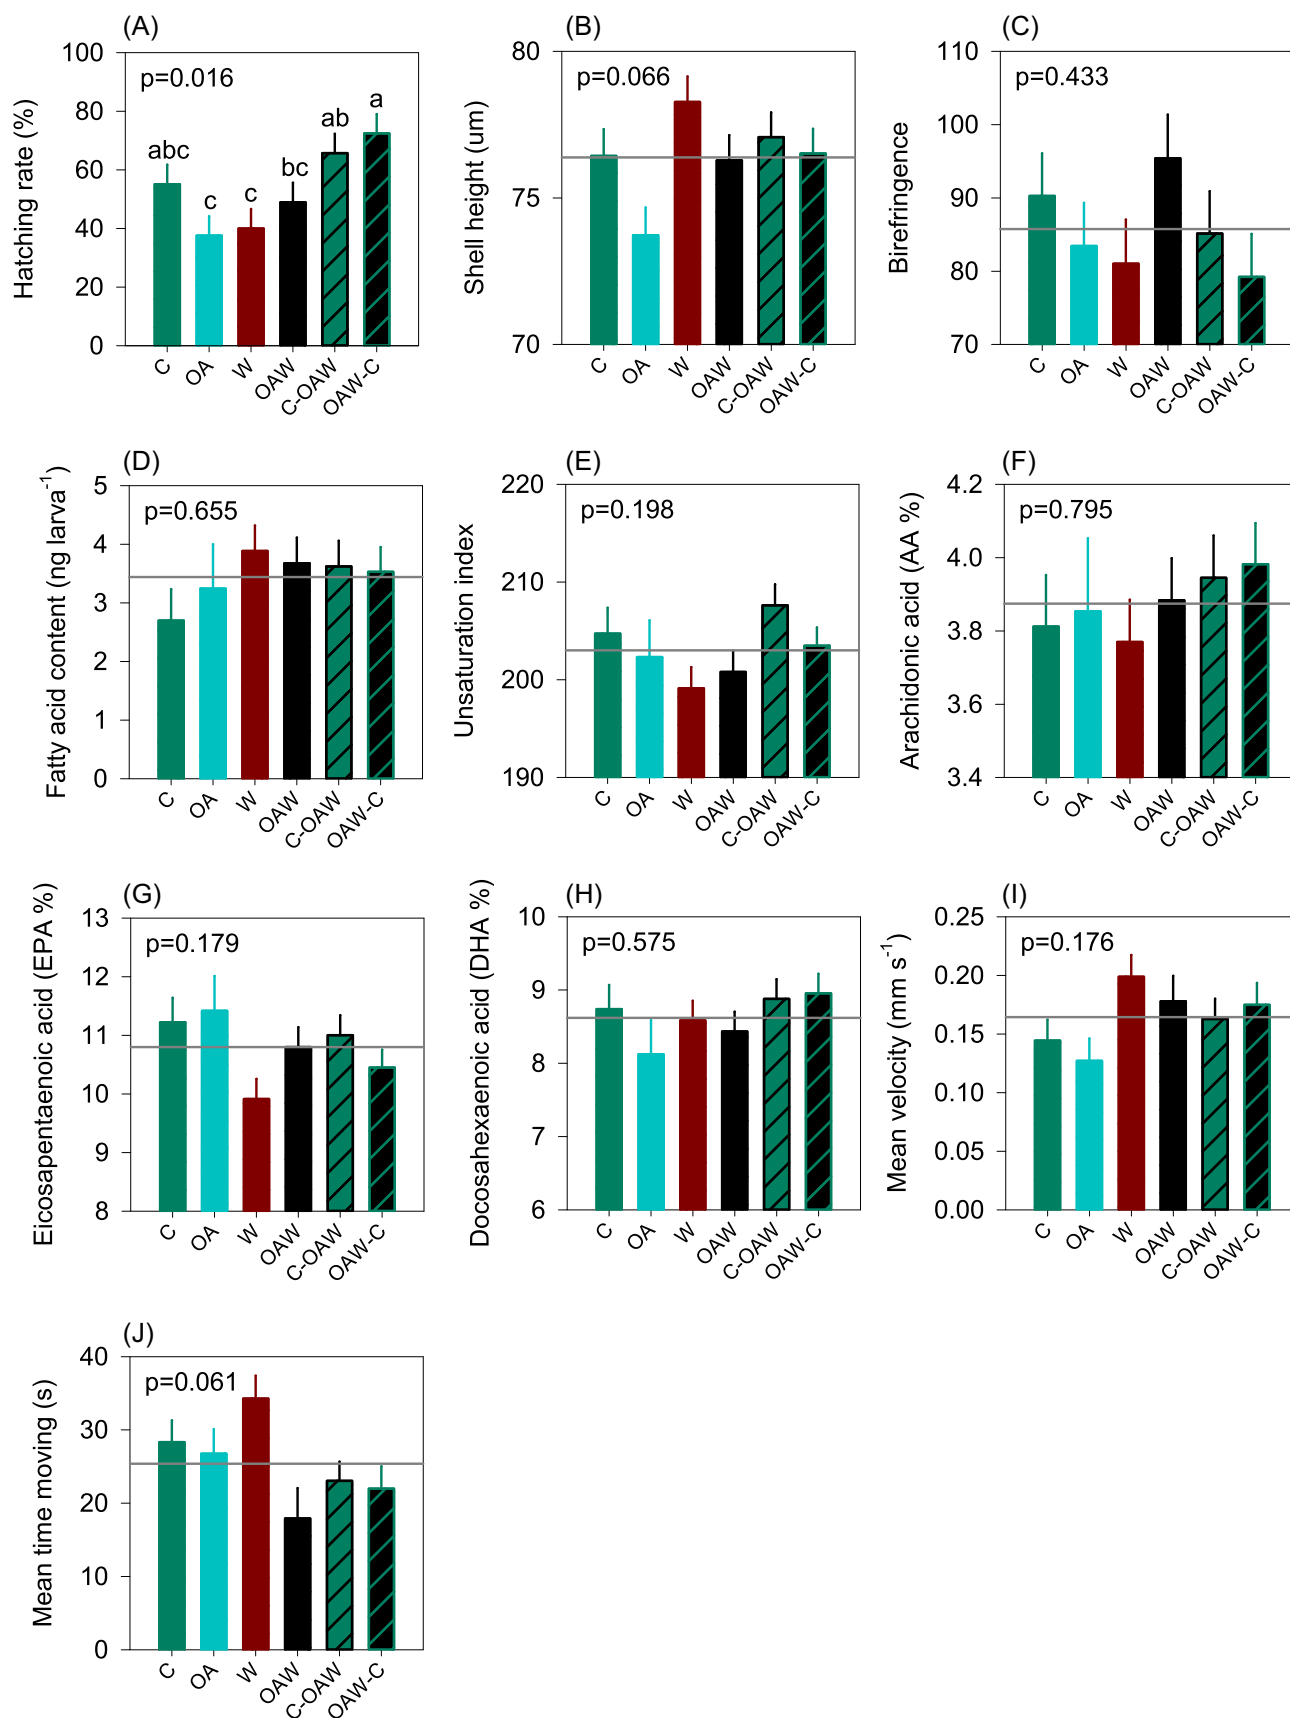 (A)
Hatching rate (%)
100
80
60
40
20
0
p=0.016
abc
c
c
bc
ab
a
C
OA
W
OAW
C-OAW
OAW-C
(B)
Shell height (um)
80
75
70
p=0.066
C
OA
W
OAW
C-OAW
OAW-C
(C)
Birefringence
110
100
90
80
70
p=0.433
C
OA
W
OAW
C-OAW
OAW-C
(D)
Fatty acid content (ng larva⁻¹)
5
4
3
2
1
0
p=0.655
C
OA
W
OAW
C-OAW
OAW-C
(E)
Unsaturation index
220
210
200
190
p=0.198
C
OA
W
OAW
C-OAW
OAW-C
(F)
Arachidonic acid (AA %)
4.2
4.0
3.8
3.6
3.4
p=0.795
C
OA
W
OAW
C-OAW
OAW-C
(G)
Eicosapentaenoic acid (EPA %)
13
12
11
10
9
8
p=0.179
C
OA
W
OAW
C-OAW
OAW-C
(H)
Docosahexaenoic acid (DHA %)
10
9
8
7
6
p=0.575
C
OA
W
OAW
C-OAW
OAW-C
(I)
Mean velocity (mm s⁻¹)
0.25
0.20
0.15
0.10
0.05
0.00
p=0.176
C
OA
W
OAW
C-OAW
OAW-C
(J)
Mean time moving (s)
40
30
20
10
0
p=0.061
C
OA
W
OAW
C-OAW
OAW-C